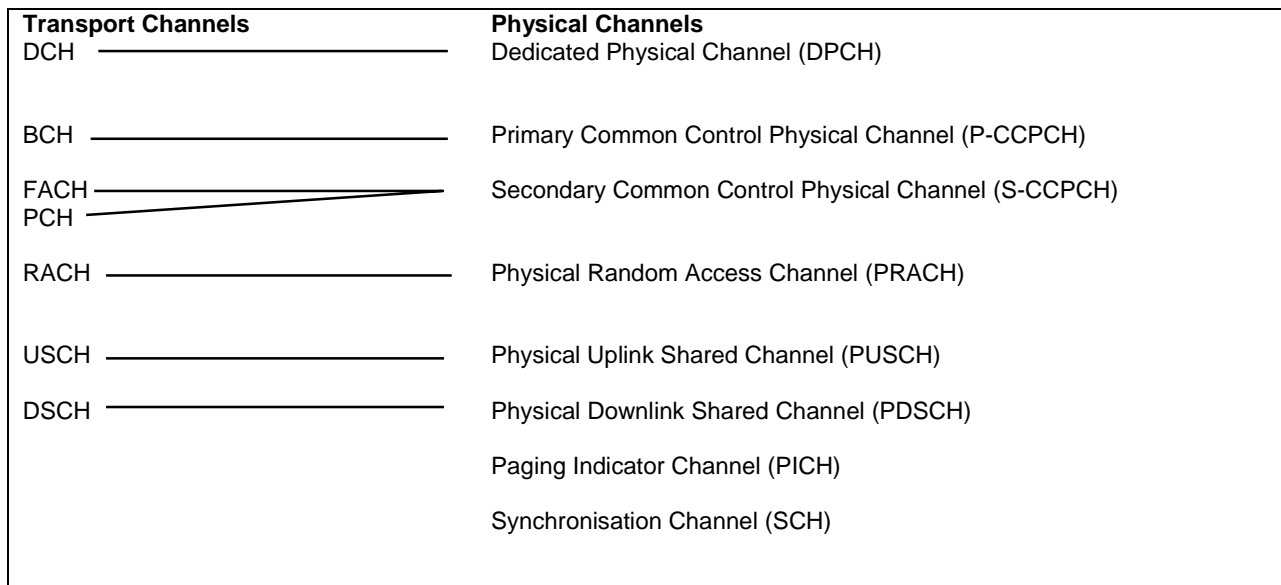 Transport Channels Physical Channels
DCH Dedicated Physical Channel (DPCH)
BCH Primary Common Control Physical Channel (P-CCPCH)
FACH Secondary Common Control Physical Channel (S-CCPCH)
PCH
RACH Physical Random Access Channel (PRACH)
USCH Physical Uplink Shared Channel (PUSCH)
DSCH Physical Downlink Shared Channel (PDSCH)
Paging Indicator Channel (PICH)
Synchronisation Channel (SCH)